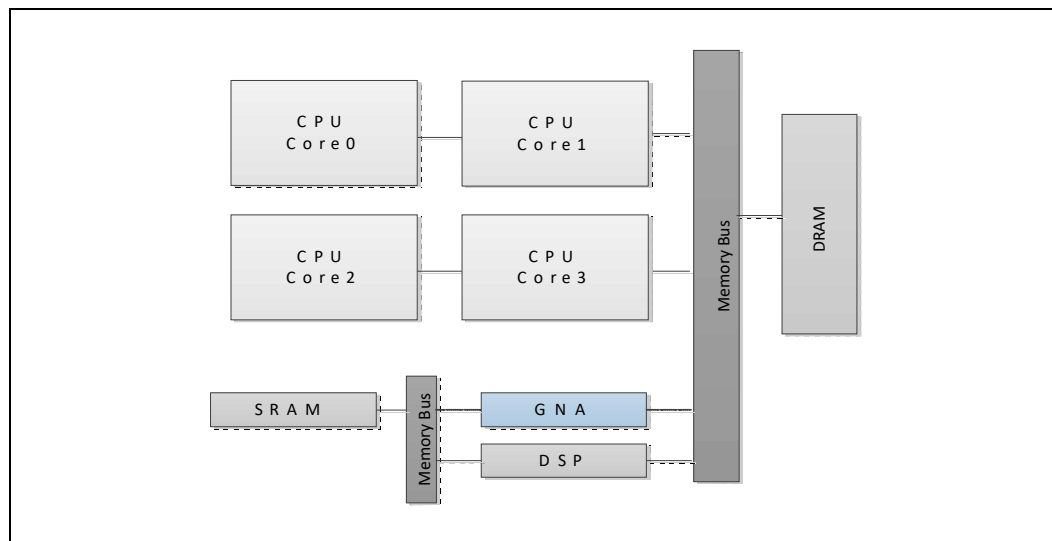 CPU
Core0
CPU
Core1
CPU
Core2
CPU
Core3
Memory Bus
DRAM
SRAM
Memory Bus
GNA
DSP